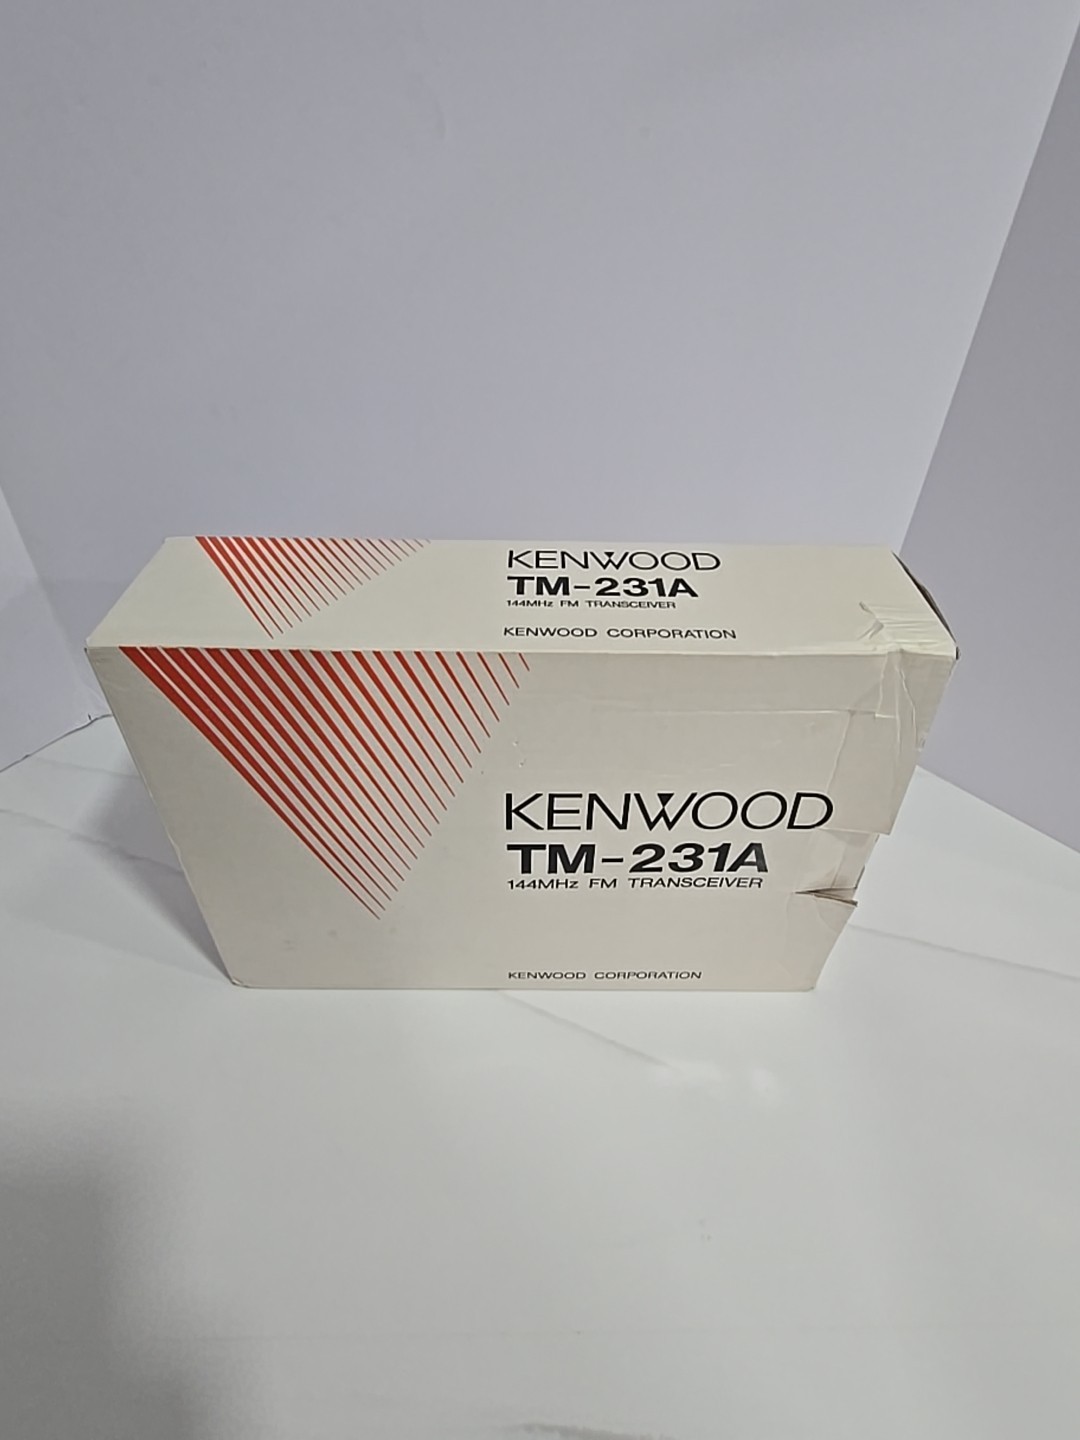 KENWOOD
TM-231A
144MHz FM TRANSCEIVER
KENWOOD CORPORATION
KENWOOD
TM-231A
144MHz FM TRANSCEIVER
KENWOOD CORPORATION